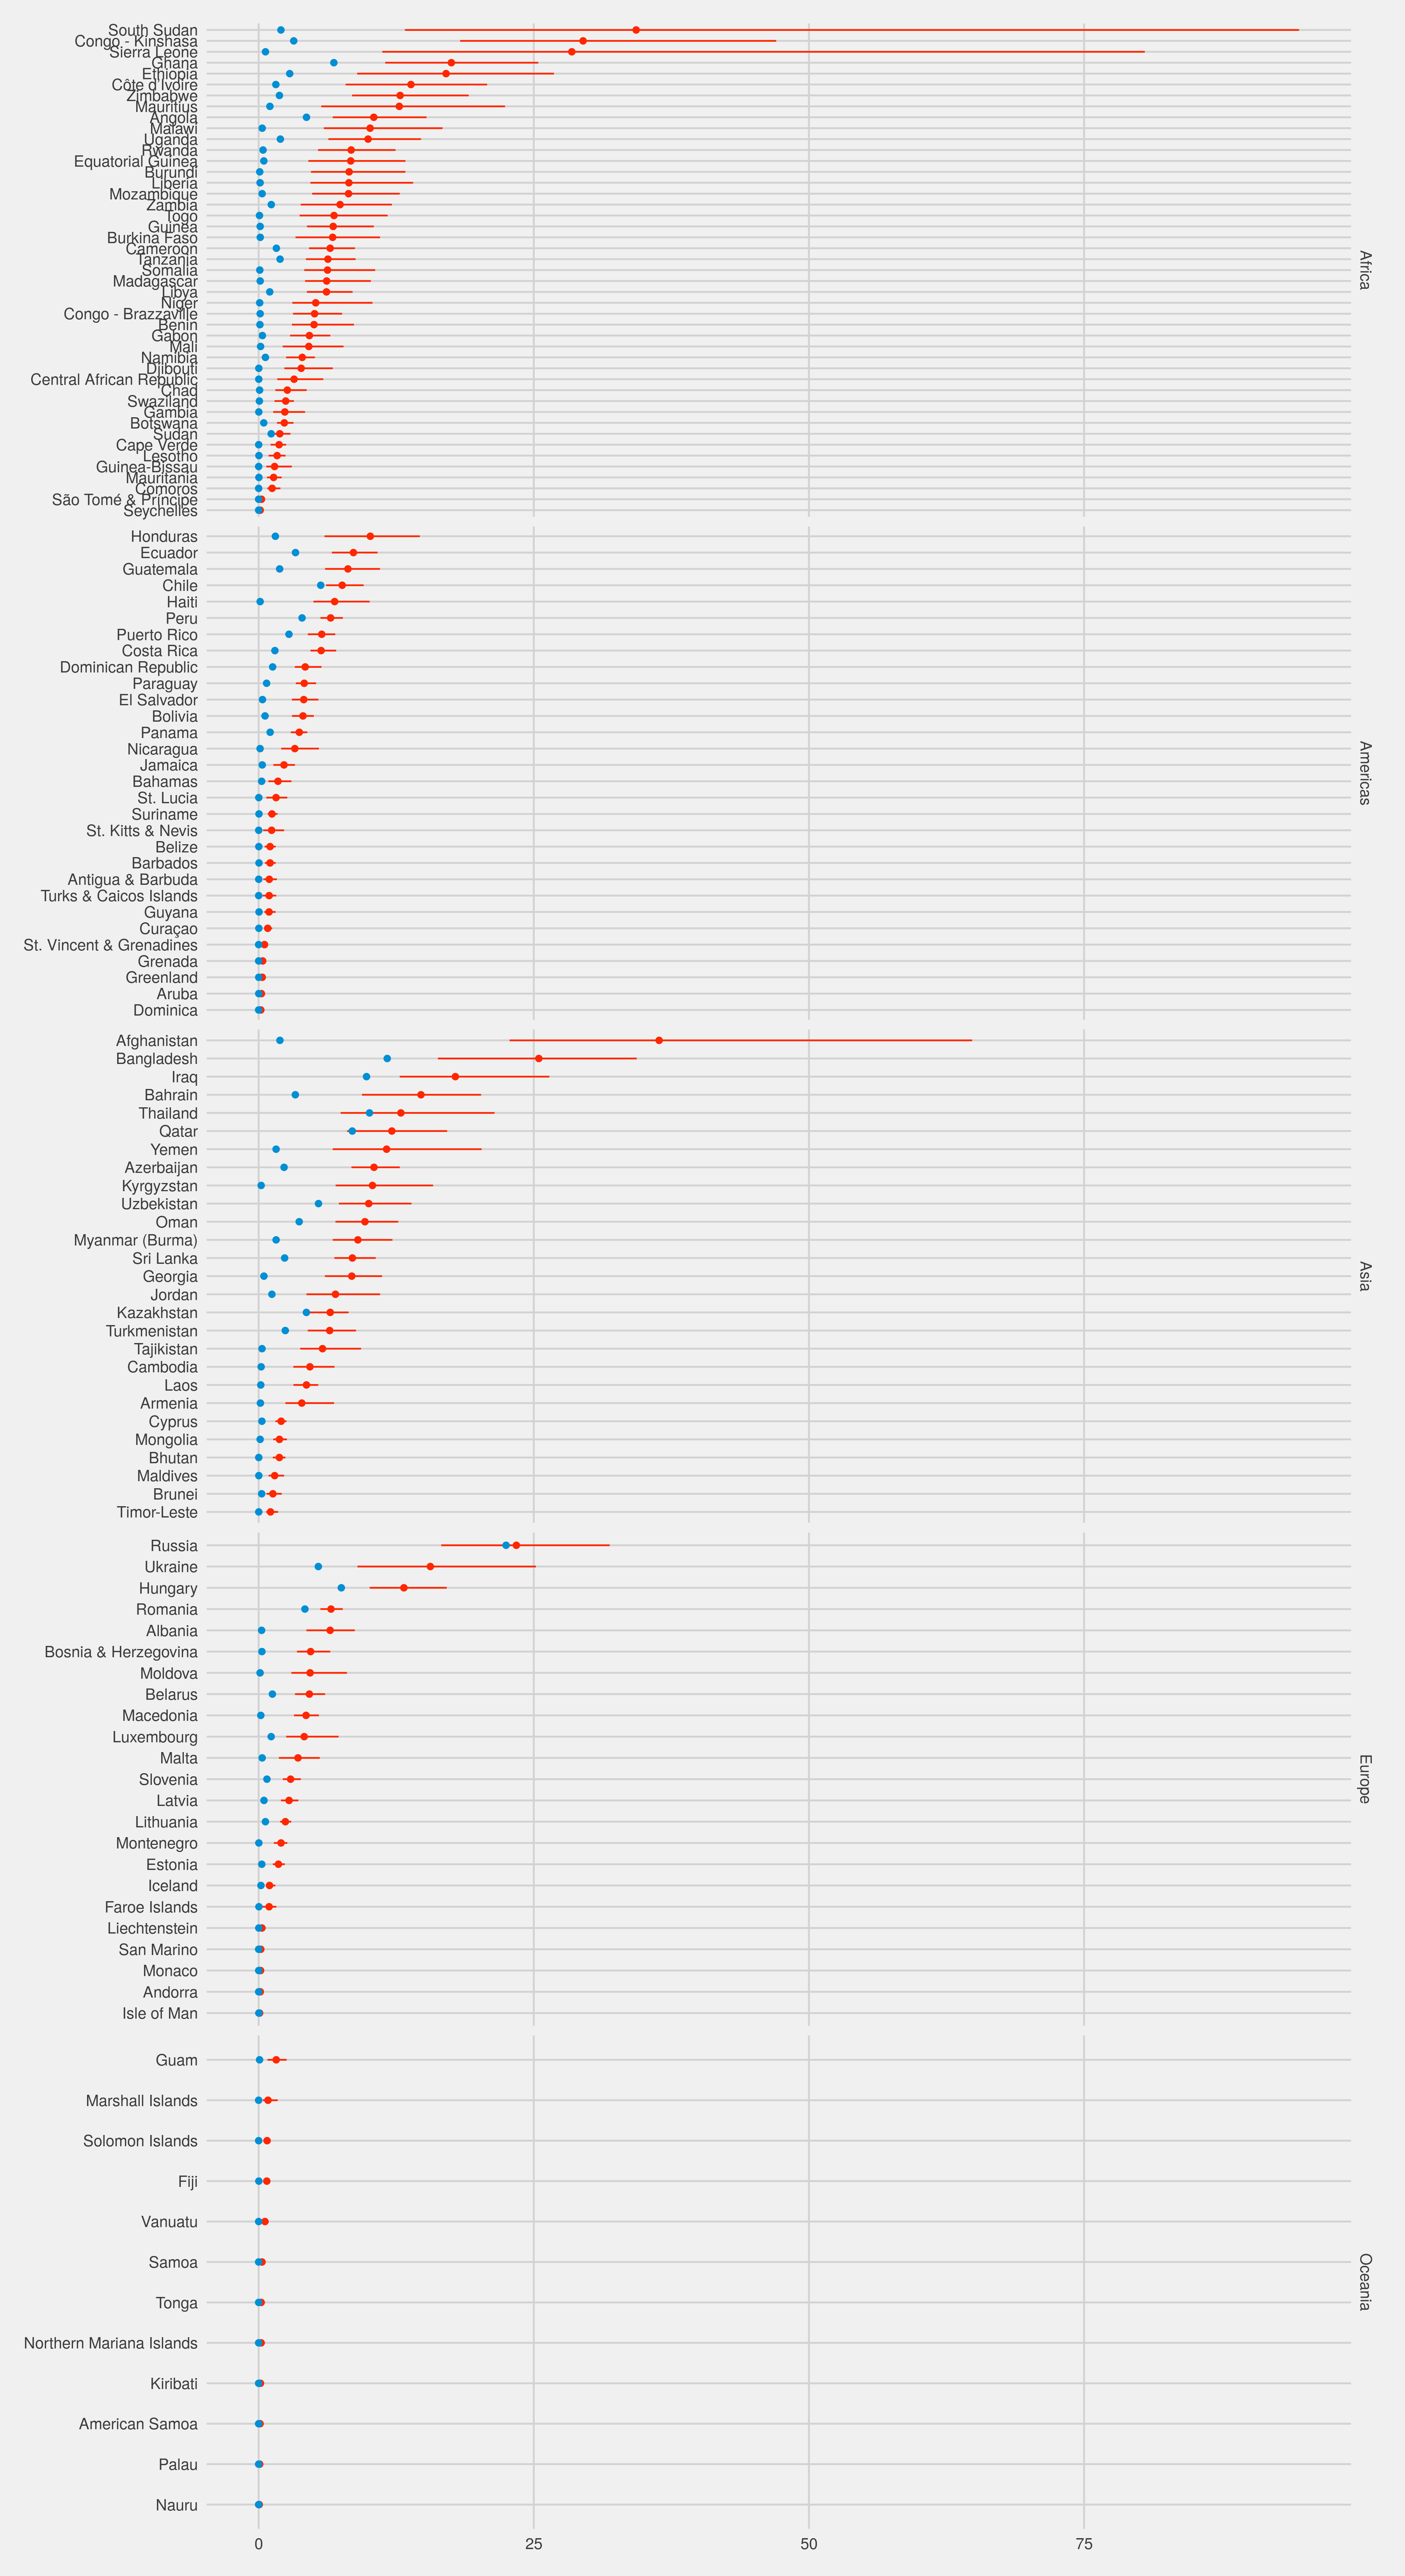 South Sudan
Congo - Kinshasa
Sierra Leone
Ghana
Ethiopia
Côte d'Ivoire
Zimbabwe
Mauritius
Angola
Malawi
Uganda
Rwanda
Equatorial Guinea
Burundi
Liberia
Mozambique
Zambia
Togo
Guinea
Burkina Faso
Cameroon
Tanzania
Somalia
Madagascar
Libya
Niger
Congo - Brazzaville
Benin
Gabon
Mali
Namibia
Djibouti
Central African Republic
Chad
Swaziland
Gambia
Botswana
Sudan
Cape Verde
Lesotho
Guinea-Bissau
Mauritania
Comoros
São Tomé & Príncipe
Seychelles
Africa
Honduras
Ecuador
Guatemala
Chile
Haiti
Peru
Puerto Rico
Costa Rica
Dominican Republic
Paraguay
El Salvador
Bolivia
Panama
Nicaragua
Jamaica
Bahamas
St. Lucia
Suriname
St. Kitts & Nevis
Belize
Barbados
Antigua & Barbuda
Turks & Caicos Islands
Guyana
Curaçao
St. Vincent & Grenadines
Grenada
Greenland
Aruba
Dominica
Americas
Afghanistan
Bangladesh
Iraq
Bahrain
Thailand
Qatar
Yemen
Azerbaijan
Kyrgyzstan
Uzbekistan
Oman
Myanmar (Burma)
Sri Lanka
Georgia
Jordan
Kazakhstan
Turkmenistan
Tajikistan
Cambodia
Laos
Armenia
Cyprus
Mongolia
Bhutan
Maldives
Brunei
Timor-Leste
Asia
Russia
Ukraine
Hungary
Romania
Albania
Bosnia & Herzegovina
Moldova
Belarus
Macedonia
Luxembourg
Malta
Slovenia
Latvia
Lithuania
Montenegro
Estonia
Iceland
Faroe Islands
Liechtenstein
San Marino
Monaco
Andorra
Isle of Man
Europe
Guam
Marshall Islands
Solomon Islands
Fiji
Vanuatu
Samoa
Tonga
Northern Mariana Islands
Kiribati
American Samoa
Palau
Nauru
Oceania
0 25 50 75